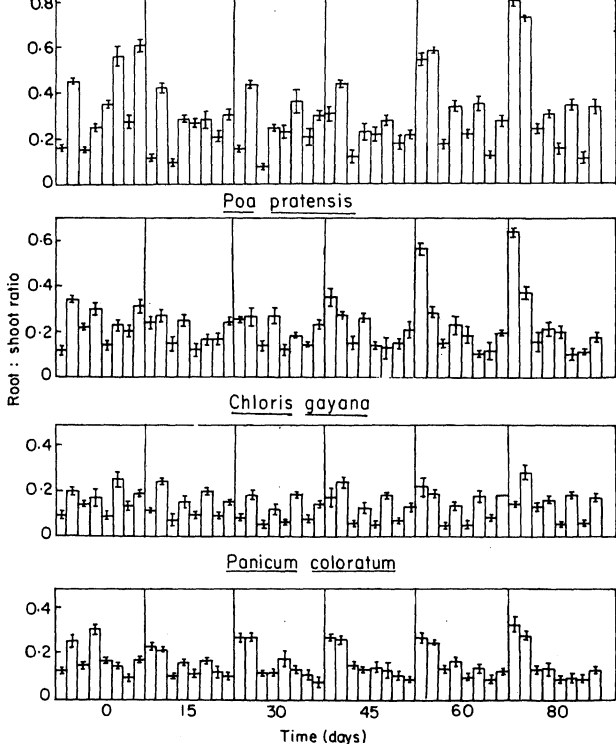 0.8
0.6
0.4
0.2
0
Poa pratensis
0.6
0.4
0.2
0
Chloris gayana
0.4
0.2
0
Panicum coloratum
0.4
0.2
0
0 15 30 45 60 80
Time (days)
Root : shoot ratio